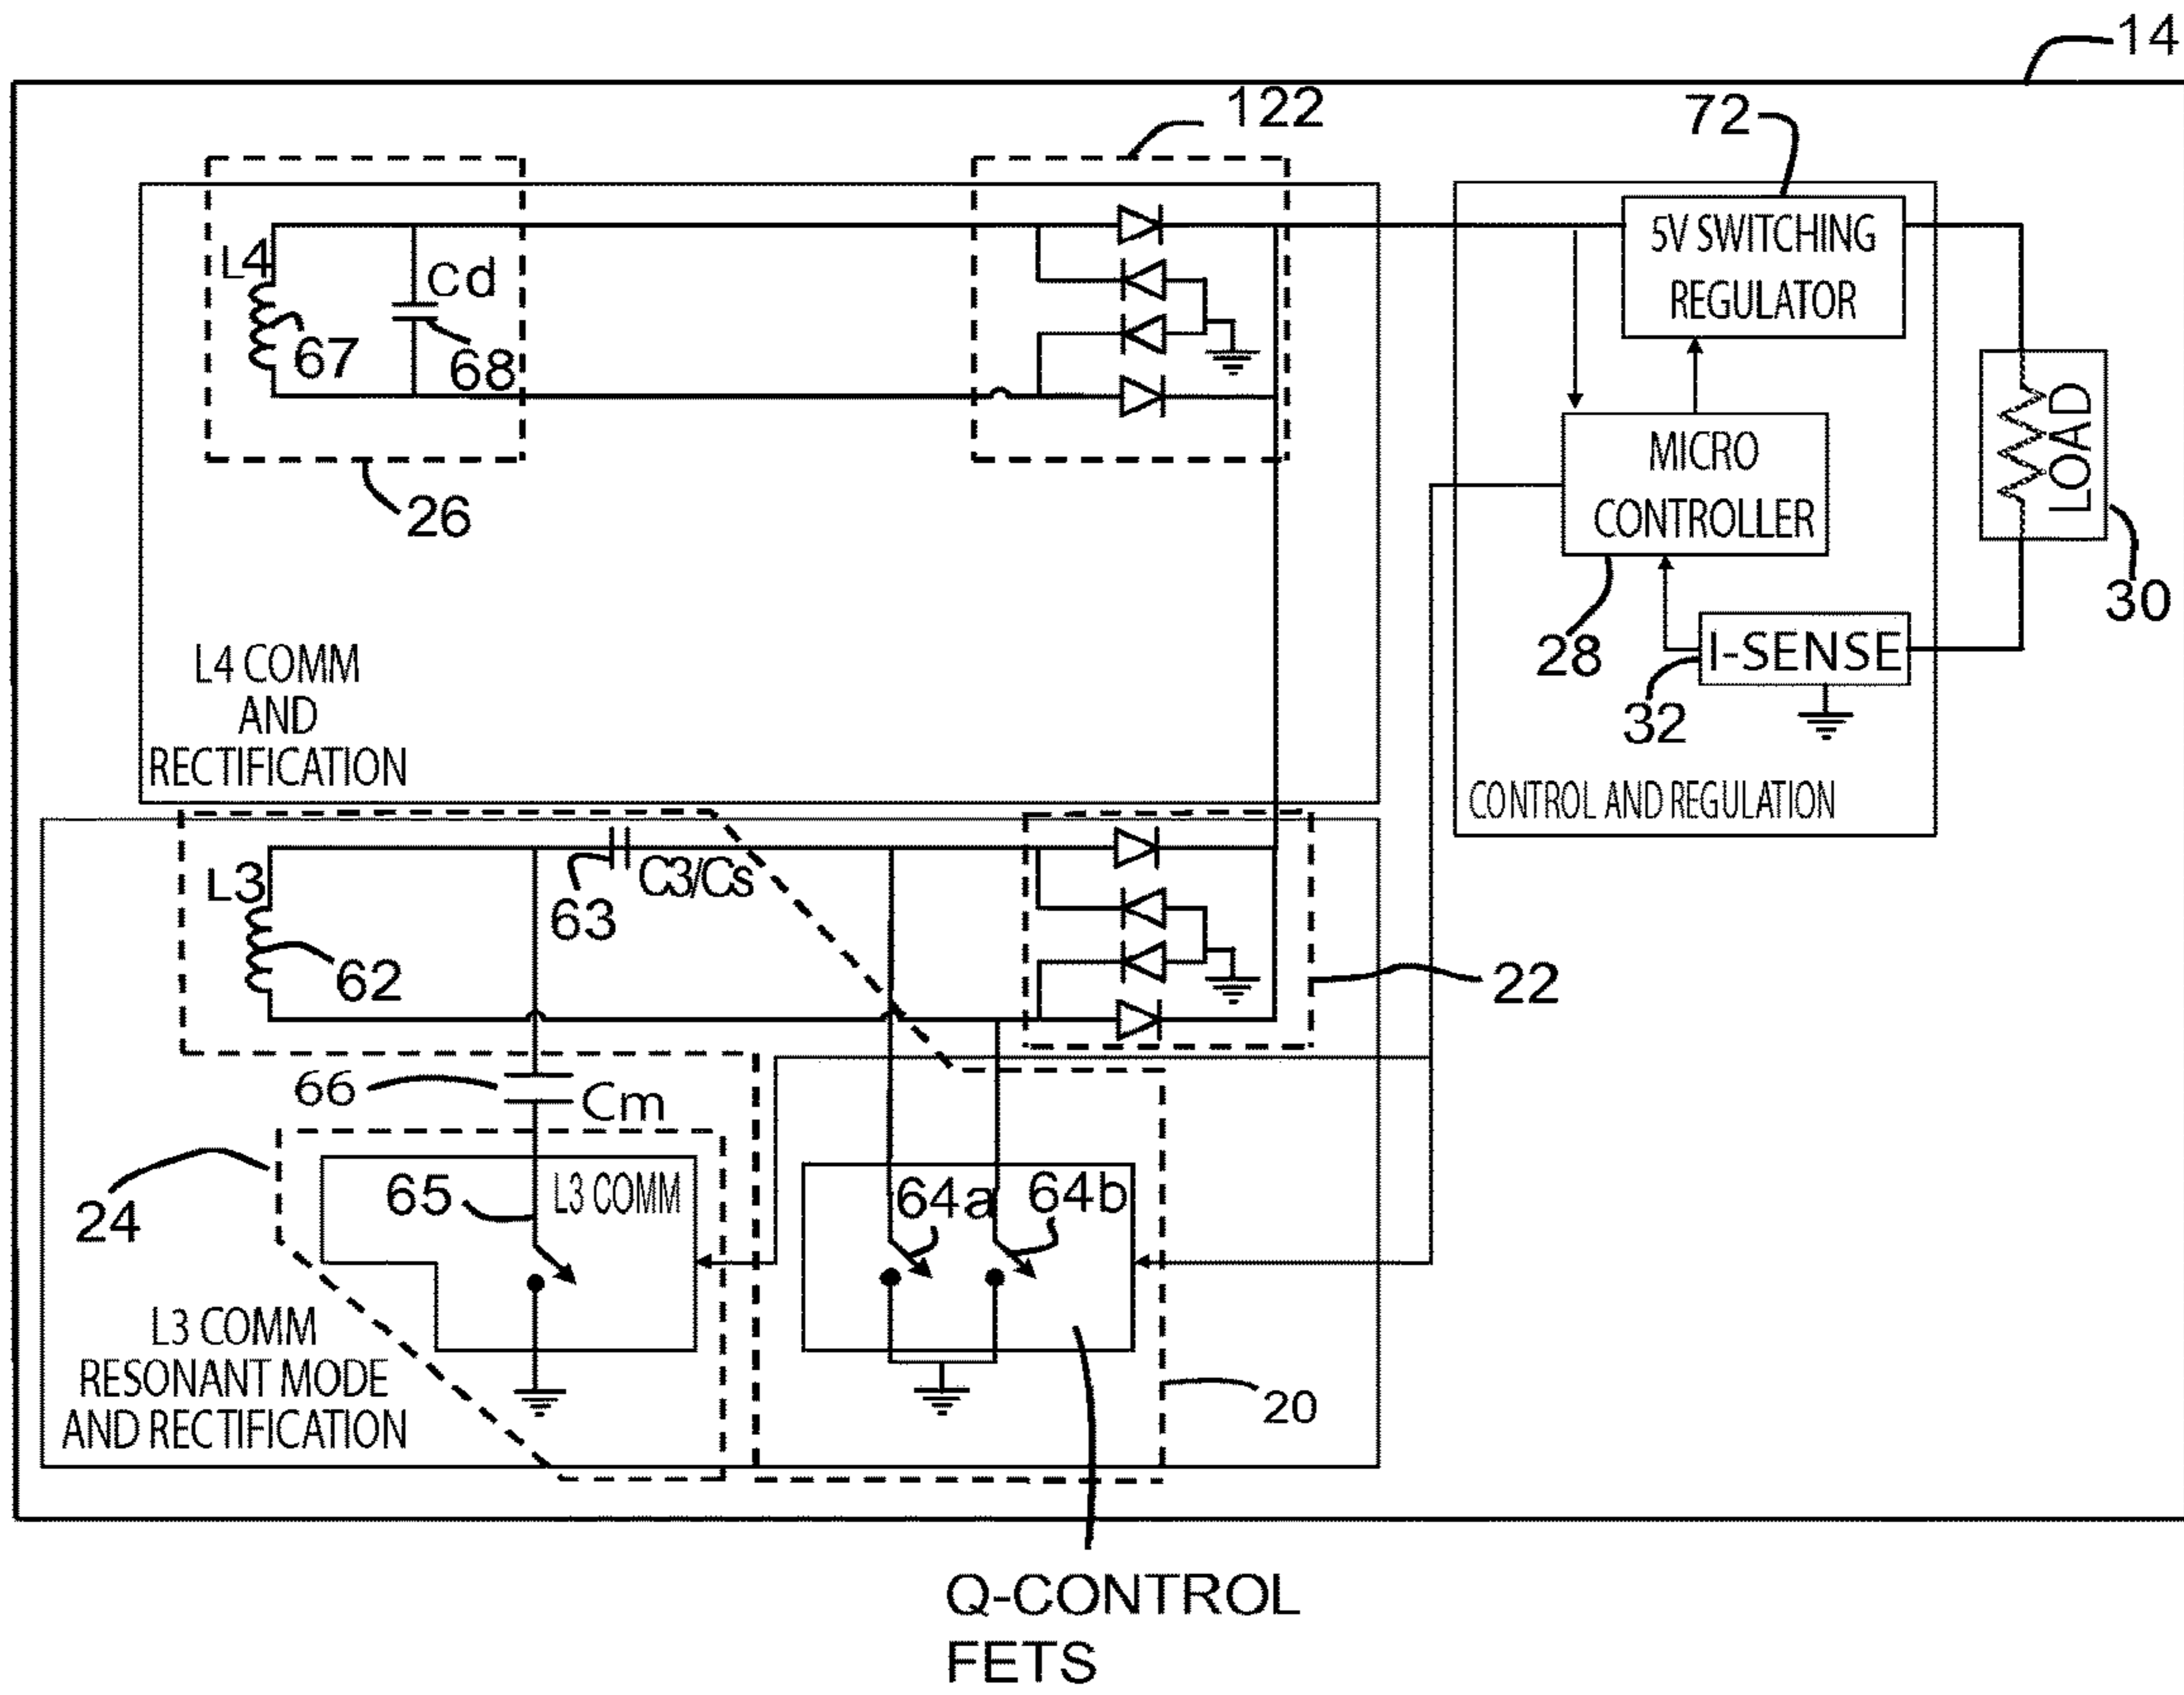 14
122
72
5V SWITCHING
REGULATOR
L4
Cd
67
68
26
MICRO
CONTROLLER
LOAD
30
28
I-SENSE
32
L4 COMM
AND
RECTIFICATION
CONTROL AND REGULATION
L3
C3/Cs
63
62
22
66
Cm
24
65
L3 COMM
64a
64b
L3 COMM
RESONANT MODE
AND RECTIFICATION
20
Q-CONTROL
FETS